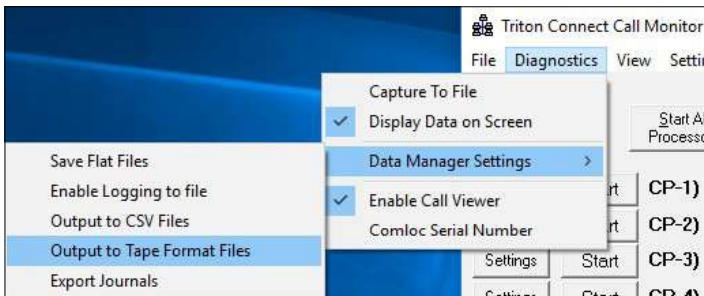 Triton Connect Call Monitor
File Diagnostics View
Capture To File
Display Data on Screen
Data Manager Settings >
Enable Call Viewer
Comloc Serial Number
Save Flat Files
Enable Logging to file
Output to CSV Files
Output to Tape Format Files
Export Journals
CP-1)
CP-2)
Settings Start CP-3)